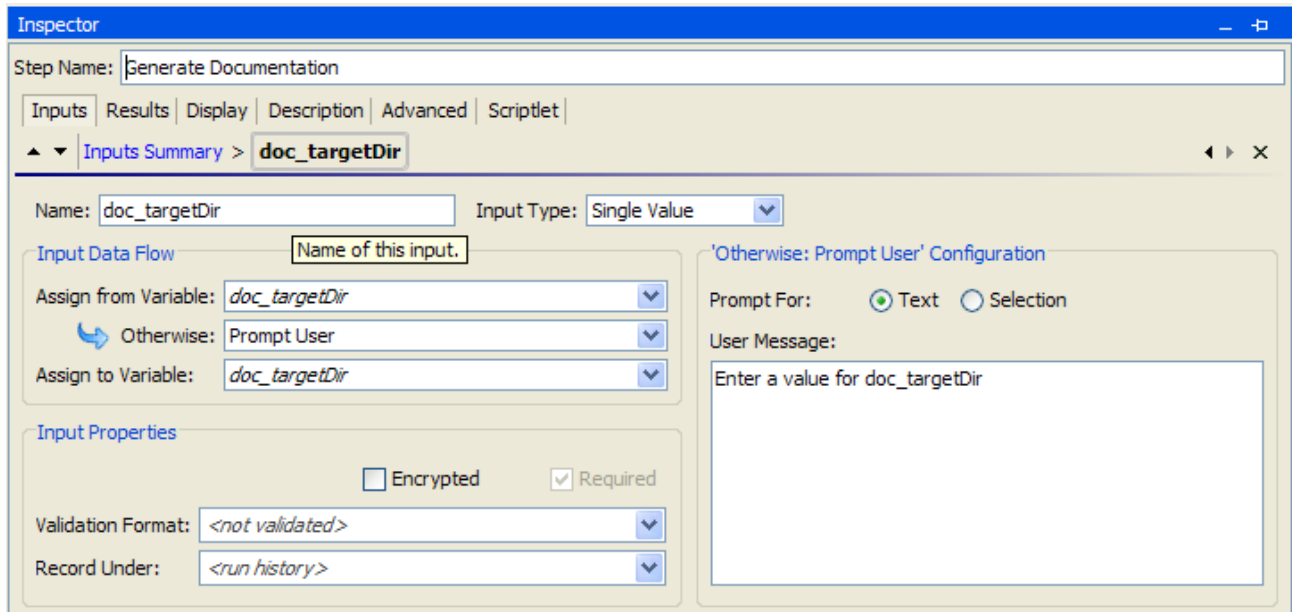 Inspector
Step Name: Generate Documentation
Inputs Results Display Description Advanced Scriptlet
Inputs Summary > doc_targetDir
Name: doc_targetDir Input Type: Single Value
Name of this input.
Input Data Flow
Assign from Variable: doc_targetDir
Otherwise: Prompt User
Assign to Variable: doc_targetDir
Input Properties
Encrypted Required
Validation Format: <not validated>
Record Under: <run history>
'Otherwise: Prompt User' Configuration
Prompt For: Text Selection
User Message:
Enter a value for doc_targetDir